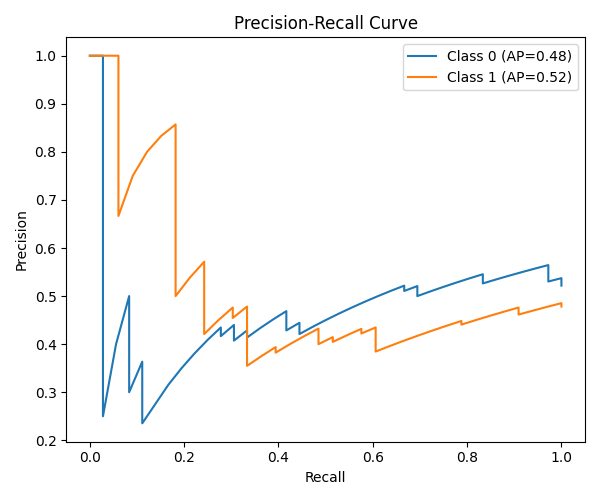 Precision-Recall Curve
Class 0 (AP=0.48)
Class 1 (AP=0.52)
Precision
1.0
0.9
0.8
0.7
0.6
0.5
0.4
0.3
0.2
0.0 0.2 0.4 0.6 0.8 1.0
Recall